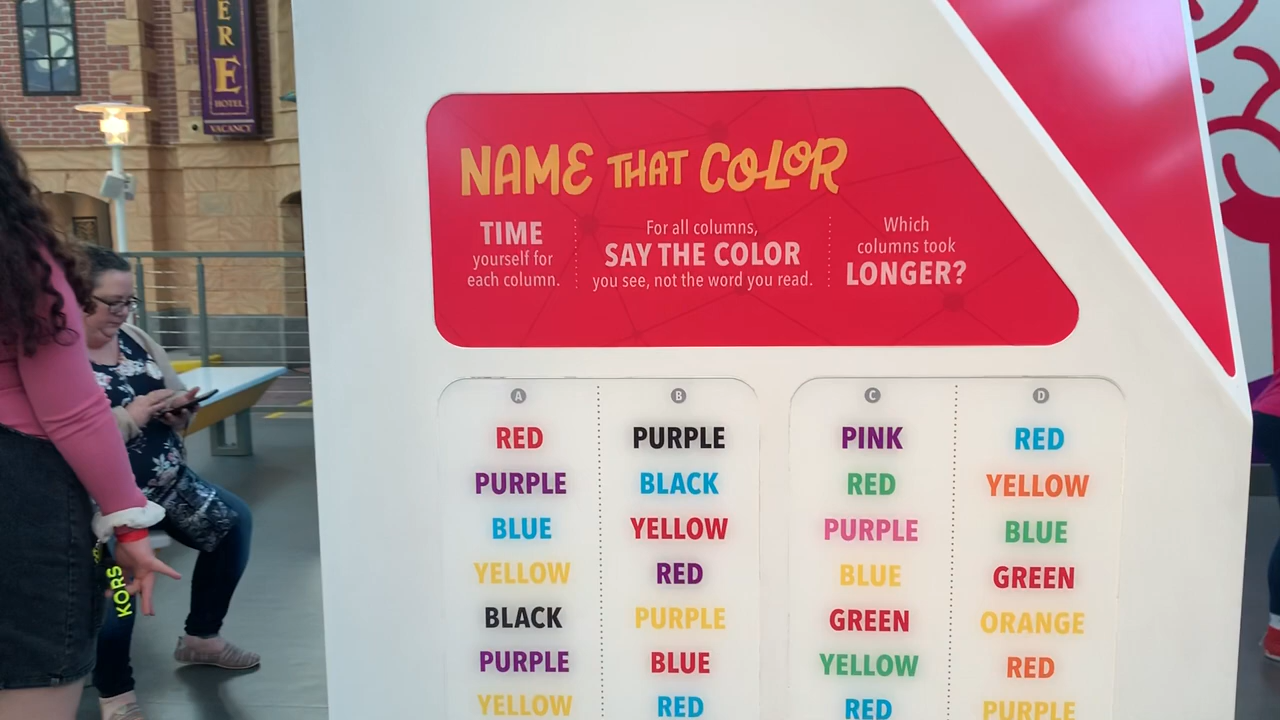 ERE
HOTEL
VACANCY
NAME THAT COLOR
TIME
yourself for
each column.
For all columns,
SAY THE COLOR
you see, not the word you read.
Which
columns took
LONGER?
A
RED
PURPLE
BLUE
YELLOW
BLACK
PURPLE
YELLOW
B
PURPLE
BLACK
YELLOW
RED
PURPLE
BLUE
RED
C
PINK
RED
PURPLE
BLUE
GREEN
YELLOW
RED
D
RED
YELLOW
BLUE
GREEN
ORANGE
RED
PURPLE
KORS